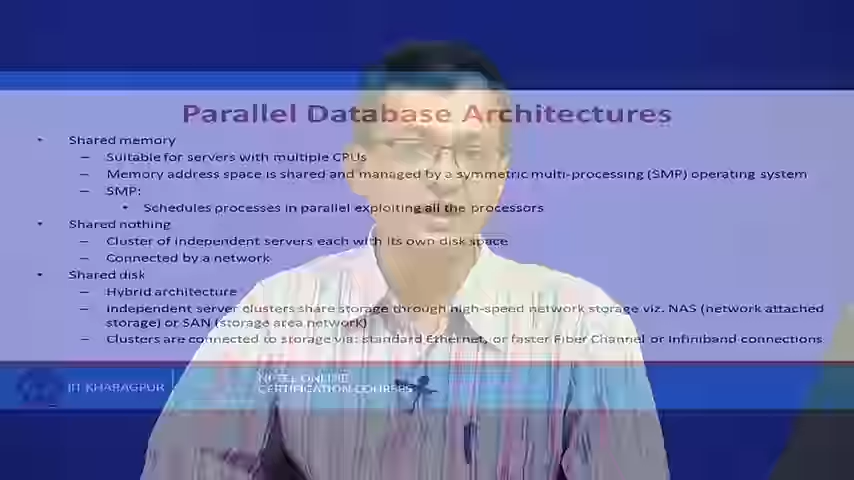 Parallel Database Architectures
• Shared memory
– Suitable for servers with multiple CPUs
– Memory address space is shared and managed by a symmetric multi-processing (SMP) operating system
– SMP:
• Schedules processes in parallel exploiting all the processors
• Shared nothing
– Cluster of independent servers each with its own disk space
– Connected by a network
• Shared disk
– Hybrid architecture
– Independent server clusters share storage through high-speed network storage viz. NAS (network attached
storage) or SAN (storage area network)
– Clusters are connected to storage via: standard Ethernet, or faster Fiber Channel or Infiniband connections
IIT KHARAGPUR
NPTEL ONLINE
CERTIFICATION COURSES